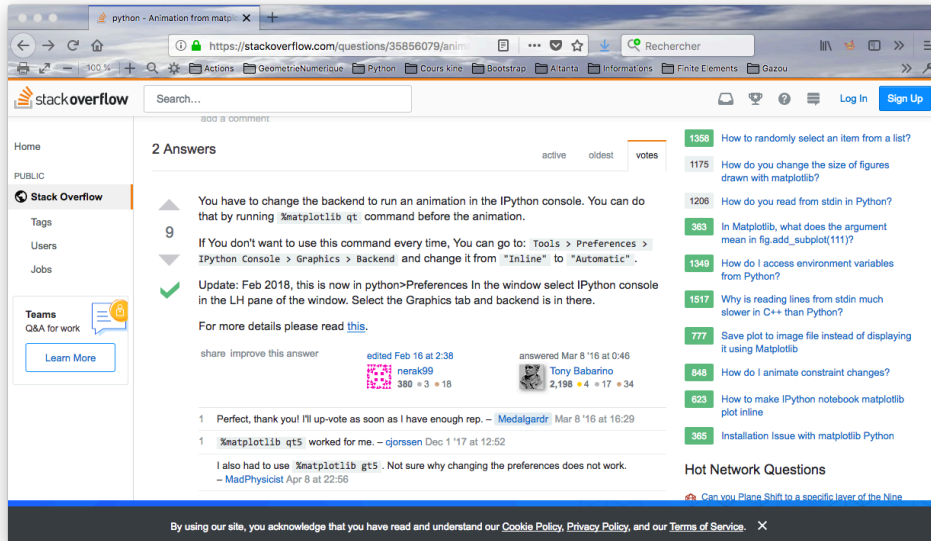 python - Animation from matplo
https://stackoverflow.com/questions/35856079/anim
Rechercher
100 %
Actions
GeometrieNumerique
Python
Cours kine
Bootstrap
Altanta
Informations
Finite Elements
Gazou
stackoverflow
Search...
Log In
Sign Up
Home
PUBLIC
Stack Overflow
Tags
Users
Jobs
Teams
Q&A for work
Learn More
add a comment
2 Answers
active oldest votes
9
You have to change the backend to run an animation in the IPython console. You can do
that by running %matplotlib qt command before the animation.
If You don't want to use this command every time, You can go to: Tools > Preferences >
IPython Console > Graphics > Backend and change it from "Inline" to "Automatic" .
Update: Feb 2018, this is now in python>Preferences In the window select IPython console
in the LH pane of the window. Select the Graphics tab and backend is in there.
For more details please read this.
share improve this answer
edited Feb 16 at 2:38
nerak99
380 3 18
answered Mar 8 '16 at 0:46
Tony Babarino
2,198 4 17 34
1 Perfect, thank you! I'll up-vote as soon as I have enough rep. – Medalgardr Mar 8 '16 at 16:29
1 %matplotlib qt5 worked for me. – cjorssen Dec 1 '17 at 12:52
I also had to use %matplotlib gt5 . Not sure why changing the preferences does not work.
– MadPhysicist Apr 8 at 22:56
1358 How to randomly select an item from a list?
1175 How do you change the size of figures
drawn with matplotlib?
1206 How do you read from stdin in Python?
363 In Matplotlib, what does the argument
mean in fig.add_subplot(111)?
1349 How do I access environment variables
from Python?
1517 Why is reading lines from stdin much
slower in C++ than Python?
777 Save plot to image file instead of displaying
it using Matplotlib
848 How do I animate constraint changes?
623 How to make IPython notebook matplotlib
plot inline
365 Installation Issue with matplotlib Python
Hot Network Questions
Can you Plane Shift to a specific layer of the Nine
By using our site, you acknowledge that you have read and understand our Cookie Policy, Privacy Policy, and our Terms of Service.